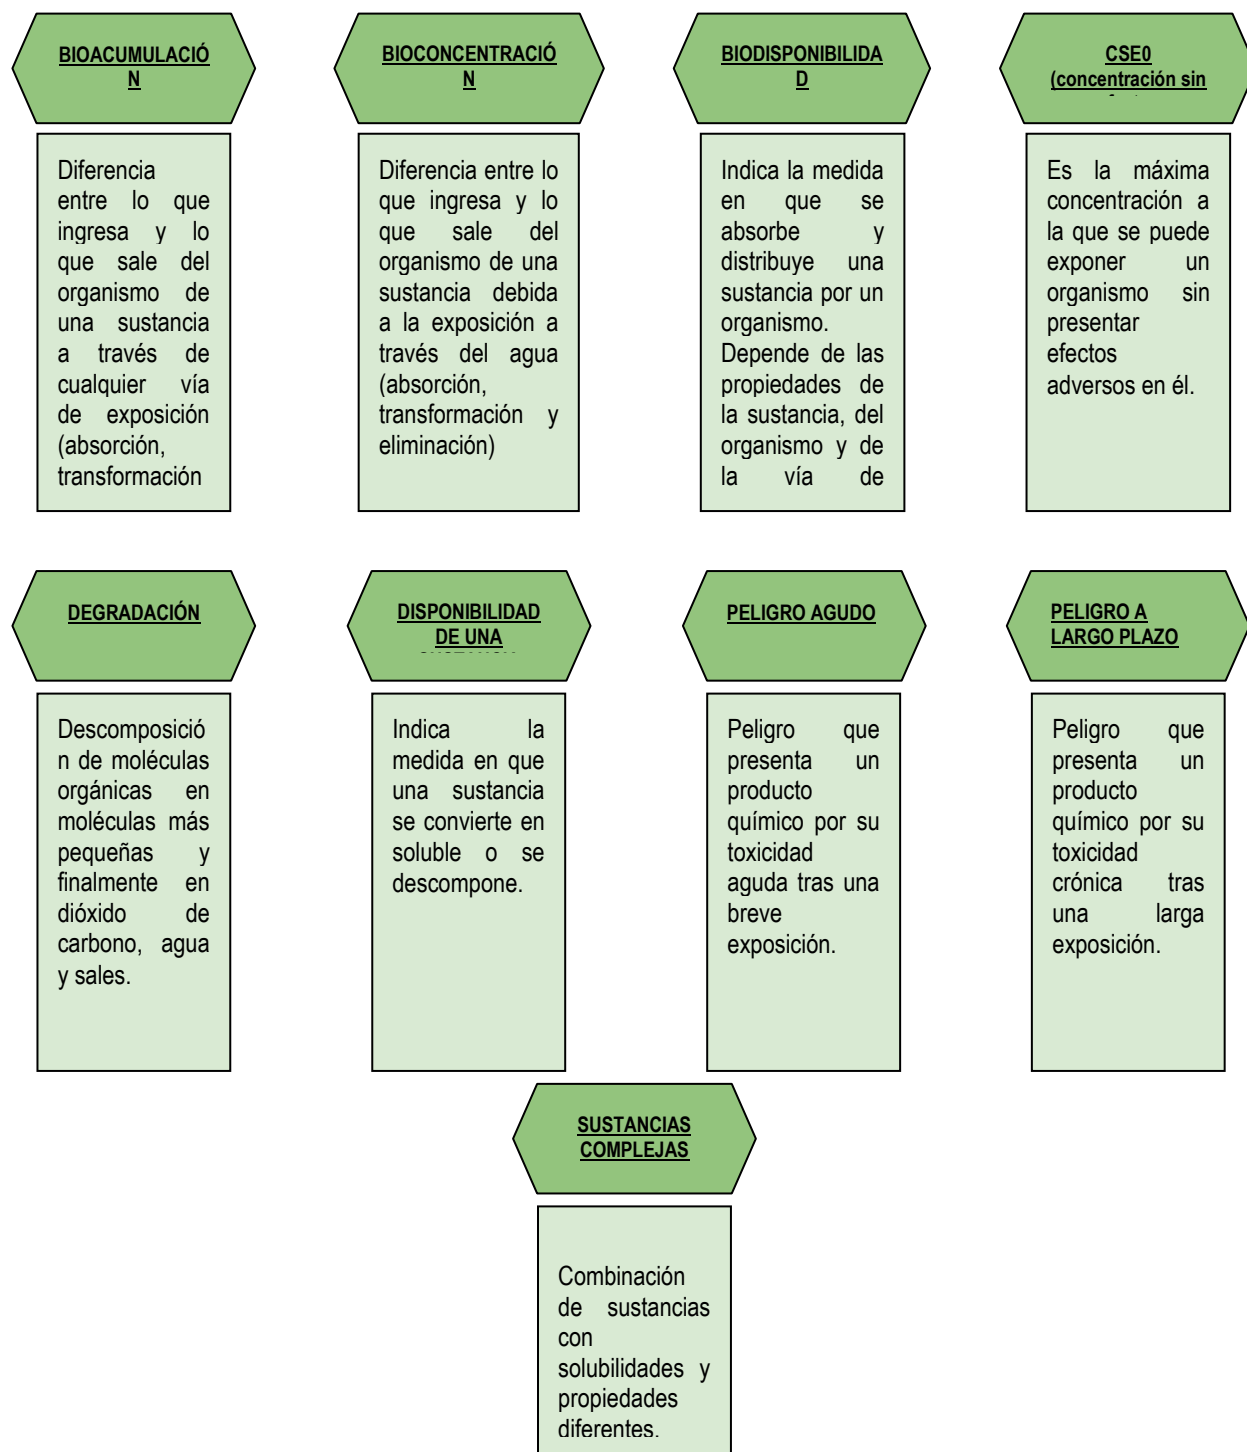 BIOACUMULACIÓ
N
Diferencia
entre lo que
ingresa y lo
que sale del
organismo de
una sustancia
a través de
cualquier vía
de exposición
(absorción,
transformación
BIOCONCENTRACIÓ
N
Diferencia entre lo
que ingresa y lo
que sale del
organismo de una
sustancia debida
a la exposición a
través del agua
(absorción,
transformación y
eliminación)
BIODISPONIBILIDA
D
Indica la medida
en que se
absorbe y
distribuye una
sustancia por un
organismo.
Depende de las
propiedades de
la sustancia, del
organismo y de
la vía de
CSE0
(concentración sin
Es la máxima
concentración a
la que se puede
exponer un
organismo sin
presentar
efectos
adversos en él.
DEGRADACIÓN
Descomposició
n de moléculas
orgánicas en
moléculas más
pequeñas y
finalmente en
dióxido de
carbono, agua
y sales.
DISPONIBILIDAD
DE UNA
Indica la
medida en que
una sustancia
se convierte en
soluble o se
descompone.
PELIGRO AGUDO
Peligro que
presenta un
producto
químico por su
toxicidad
aguda tras una
breve
exposición.
PELIGRO A
LARGO PLAZO
Peligro que
presenta un
producto
químico por su
toxicidad
crónica tras
una larga
exposición.
SUSTANCIAS
COMPLEJAS
Combinación
de sustancias
con
solubilidades y
propiedades
diferentes.